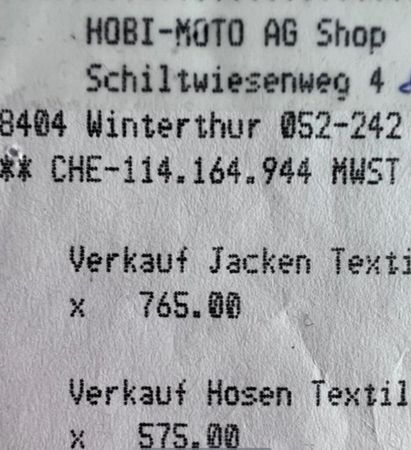 HOBI-MOTO AG Shop
Schiltwiesenweg 4
8404 Winterthur 052-242
** CHE-114.164.944 MWST
Verkauf Jacken Texti
x 765.00
Verkauf Hosen Textil
x 575.00